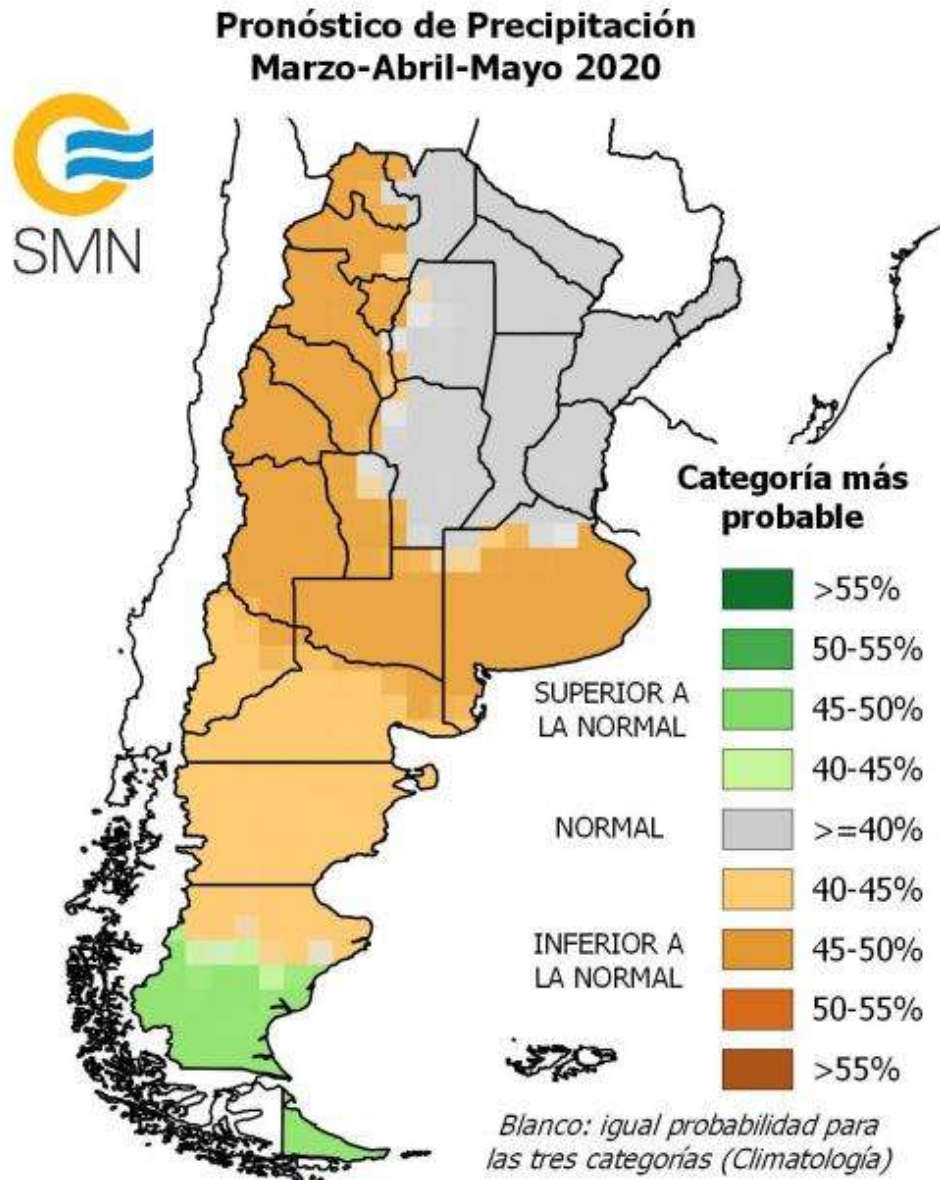 Pronóstico de Precipitación
Marzo-Abril-Mayo 2020
SMN
Categoría más
probable
>55%
50-55%
SUPERIOR A
LA NORMAL
45-50%
40-45%
NORMAL
>=40%
40-45%
INFERIOR A
LA NORMAL
45-50%
50-55%
>55%
Blanco: igual probabilidad para
las tres categorías (Climatología)